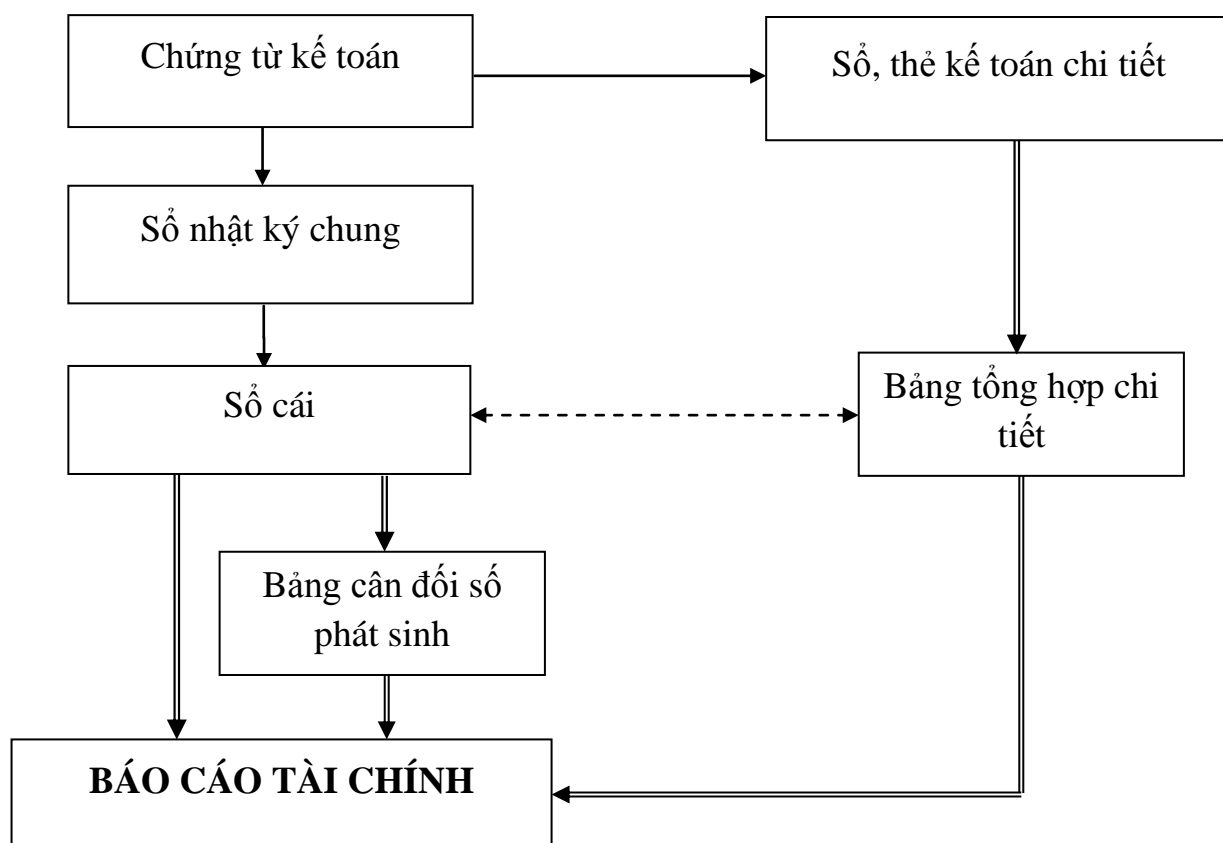 Chứng từ kế toán
Sổ, thẻ kế toán chi tiết
Sổ nhật ký chung
Sổ cái
Bảng tổng hợp chi
tiết
Bảng cân đối số
phát sinh
BÁO CÁO TÀI CHÍNH